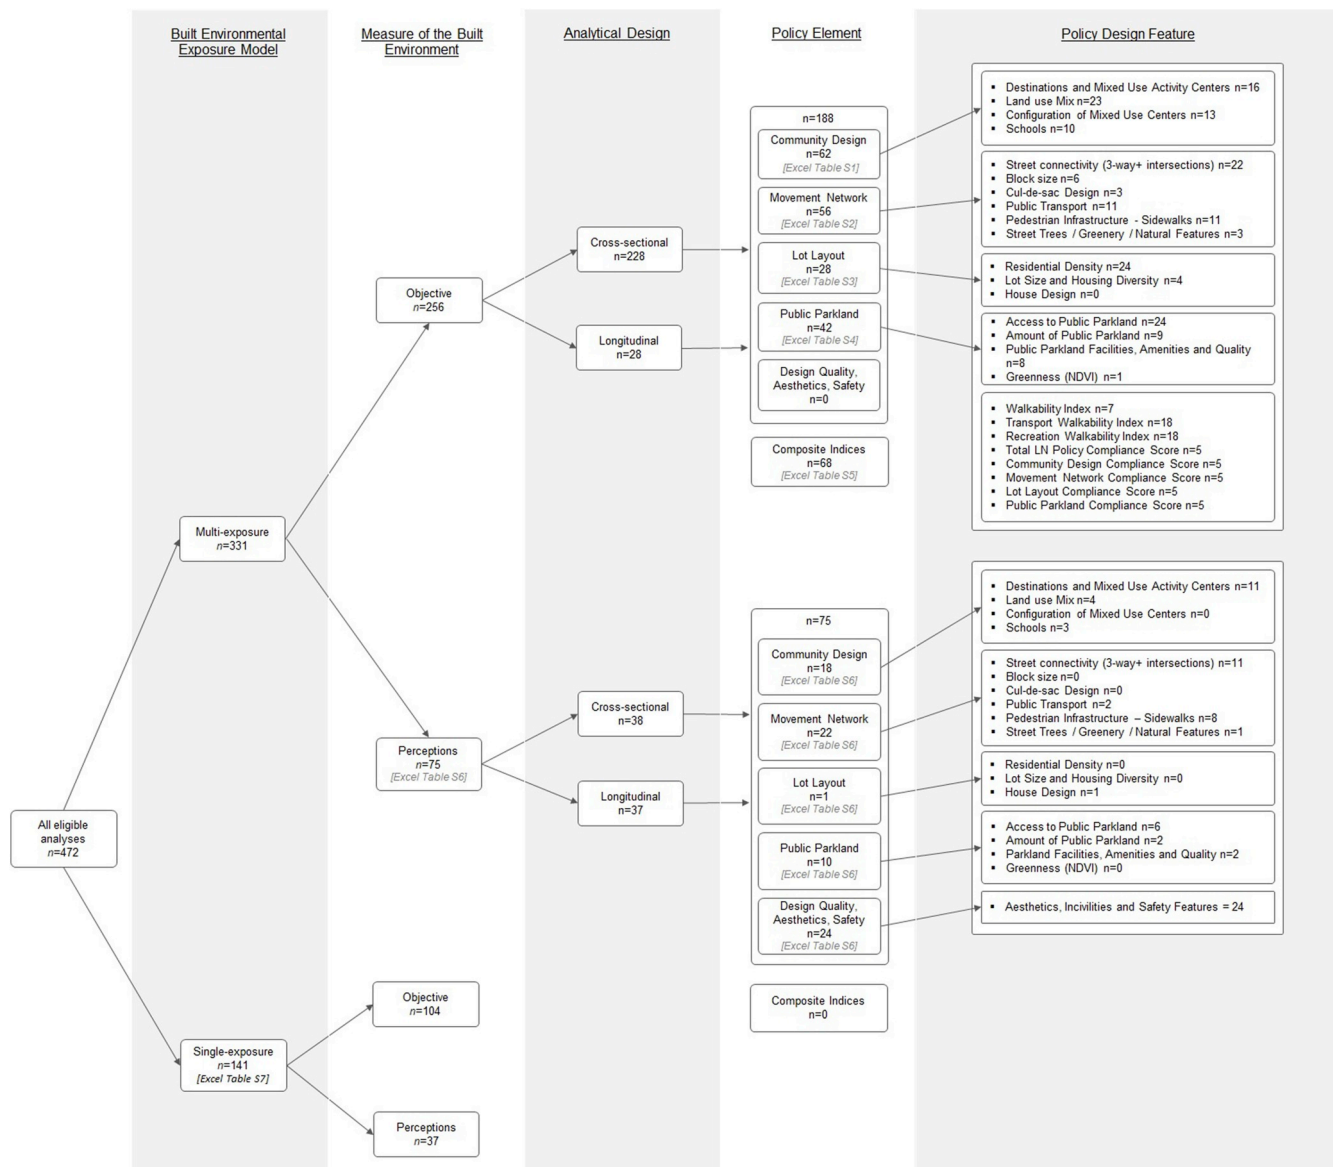 Built Environmental
Exposure Model
Measure of the Built
Environment
Analytical Design
Policy Element
Policy Design Feature
All eligible
analyses
n=472
Multi-exposure
n=331
Single-exposure
n=141
[Excel Table S7]
Objective
n=256
Perceptions
n=75
[Excel Table S6]
Objective
n=104
Perceptions
n=37
Cross-sectional
n=228
Longitudinal
n=28
Cross-sectional
n=38
Longitudinal
n=37
n=188
Community Design
n=62
[Excel Table S1]
Movement Network
n=56
[Excel Table S2]
Lot Layout
n=28
[Excel Table S3]
Public Parkland
n=42
[Excel Table S4]
Design Quality,
Aesthetics, Safety
n=0
Composite Indices
n=68
[Excel Table S5]
n=75
Community Design
n=18
[Excel Table S6]
Movement Network
n=22
[Excel Table S6]
Lot Layout
n=1
[Excel Table S6]
Public Parkland
n=10
[Excel Table S6]
Design Quality,
Aesthetics, Safety
n=24
[Excel Table S6]
Composite Indices
n=0
▪ Destinations and Mixed Use Activity Centers n=16
▪ Land use Mix n=23
▪ Configuration of Mixed Use Centers n=13
▪ Schools n=10
▪ Street connectivity (3-way+ intersections) n=22
▪ Block size n=6
▪ Cul-de-sac Design n=3
▪ Public Transport n=11
▪ Pedestrian Infrastructure - Sidewalks n=11
▪ Street Trees / Greenery / Natural Features n=3
▪ Residential Density n=24
▪ Lot Size and Housing Diversity n=4
▪ House Design n=0
▪ Access to Public Parkland n=24
▪ Amount of Public Parkland n=9
▪ Public Parkland Facilities, Amenities and Quality
n=8
▪ Greenness (NDVI) n=1
▪ Walkability Index n=7
▪ Transport Walkability Index n=18
▪ Recreation Walkability Index n=18
▪ Total LN Policy Compliance Score n=5
▪ Community Design Compliance Score n=5
▪ Movement Network Compliance Score n=5
▪ Lot Layout Compliance Score n=5
▪ Public Parkland Compliance Score n=5
▪ Destinations and Mixed Use Activity Centers n=11
▪ Land use Mix n=4
▪ Configuration of Mixed Use Centers n=0
▪ Schools n=3
▪ Street connectivity (3-way+ intersections) n=11
▪ Block size n=0
▪ Cul-de-sac Design n=0
▪ Public Transport n=2
▪ Pedestrian Infrastructure – Sidewalks n=8
▪ Street Trees / Greenery / Natural Features n=1
▪ Residential Density n=0
▪ Lot Size and Housing Diversity n=0
▪ House Design n=1
▪ Access to Public Parkland n=6
▪ Amount of Public Parkland n=2
▪ Parkland Facilities, Amenities and Quality n=2
▪ Greenness (NDVI) n=0
▪ Aesthetics, Incivilities and Safety Features = 24